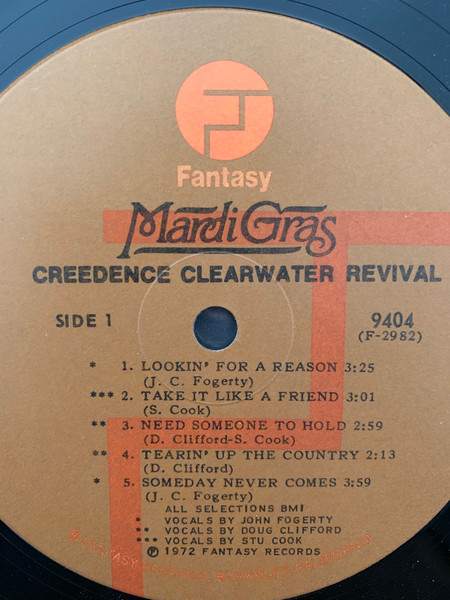 Fantasy
Mardi Gras
CREEDENCE CLEARWATER REVIVAL
SIDE 1
9404
(F-2982)
* 1. LOOKIN' FOR A REASON 3:25
(J. C. Fogerty)
*** 2. TAKE IT LIKE A FRIEND 3:01
(S. Cook)
** 3. NEED SOMEONE TO HOLD 2:59
(D. Clifford-S. Cook)
** 4. TEARIN' UP THE COUNTRY 2:13
(D. Clifford)
* 5. SOMEDAY NEVER COMES 3:59
(J. C. Fogerty)
ALL SELECTIONS BMI
* VOCALS BY JOHN FOGERTY
** VOCALS BY DOUG CLIFFORD
*** VOCALS BY STU COOK
℗ 1972 FANTASY RECORDS
FANTASY